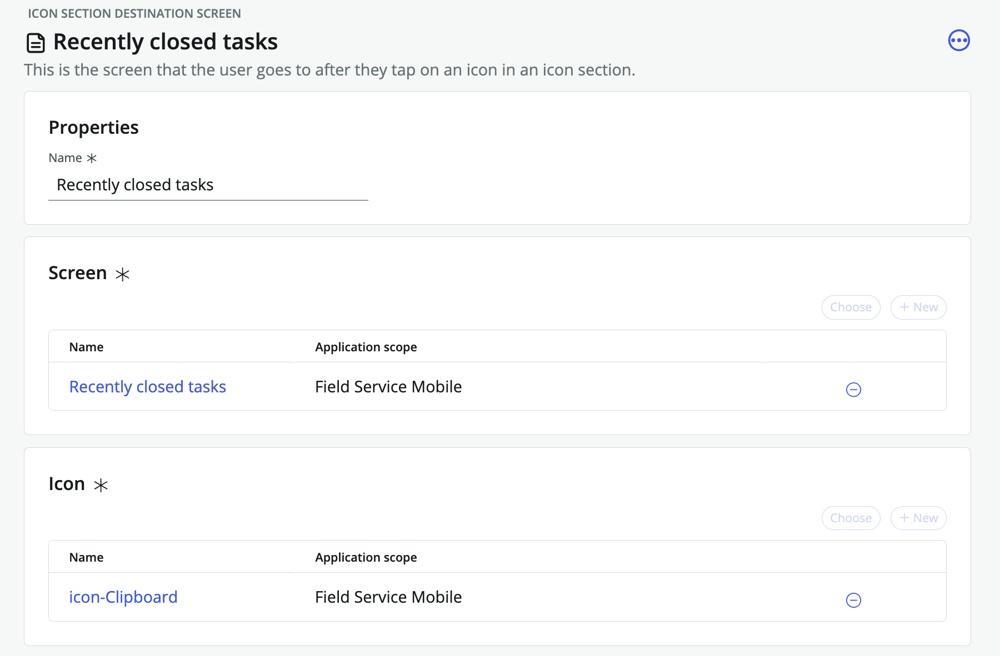 ICON SECTION DESTINATION SCREEN
Recently closed tasks
This is the screen that the user goes to after they tap on an icon in an icon section.
Properties
Name *
Recently closed tasks
Screen *
Choose + New
Name Application scope
Recently closed tasks Field Service Mobile
Icon *
Choose + New
Name Application scope
icon-Clipboard Field Service Mobile